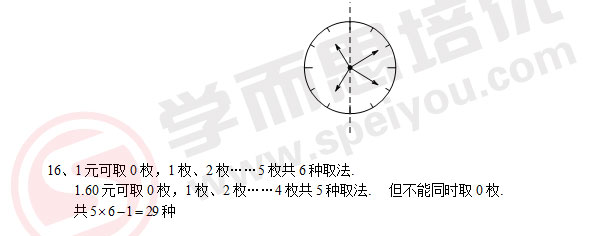 学而思培优
www.speiyou.com
16、1元可取0枚，1枚、2枚……5枚共6种取法.
1.60元可取0枚，1枚、2枚……4枚共5种取法. 但不能同时取0枚.
共5×6−1=29种